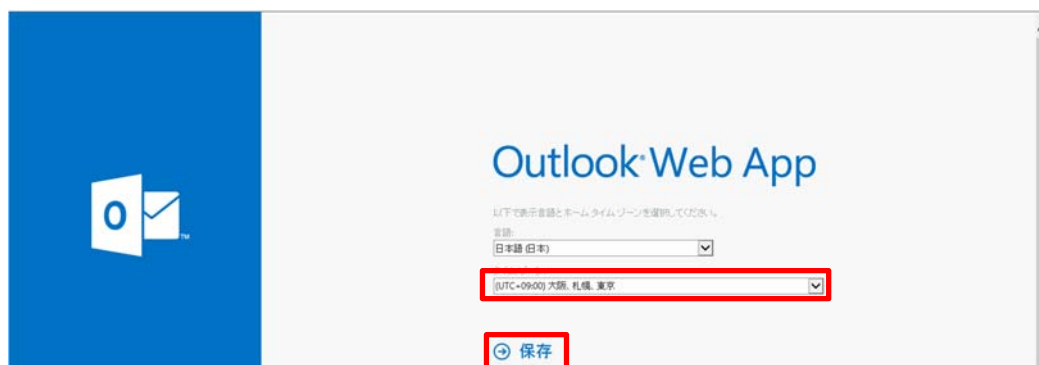 Outlook® Web App
O
TM
以下で表示言語とホーム タイム ゾーンを選択してください。
言語:
日本語 (日本)
(UTC+09:00) 大阪、札幌、東京
保存